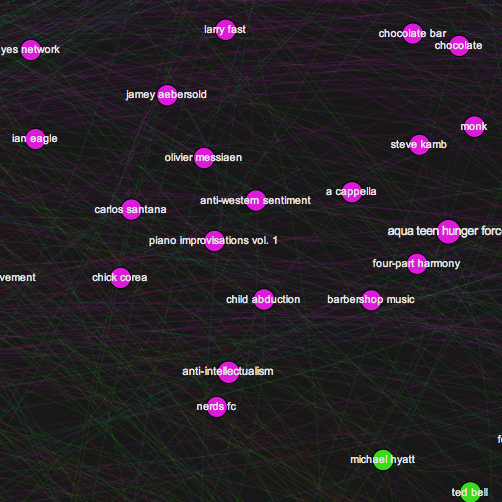 larry fast
chocolate bar
chocolate
yes network
jamey aebersold
monk
ian eagle
steve kamb
olivier messiaen
a cappella
anti-western sentiment
carlos santana
aqua teen hunger forc
piano improvisations vol. 1
four-part harmony
vement
chick corea
child abduction
barbershop music
anti-intellectualism
nerds fc
michael hyatt
ted bell